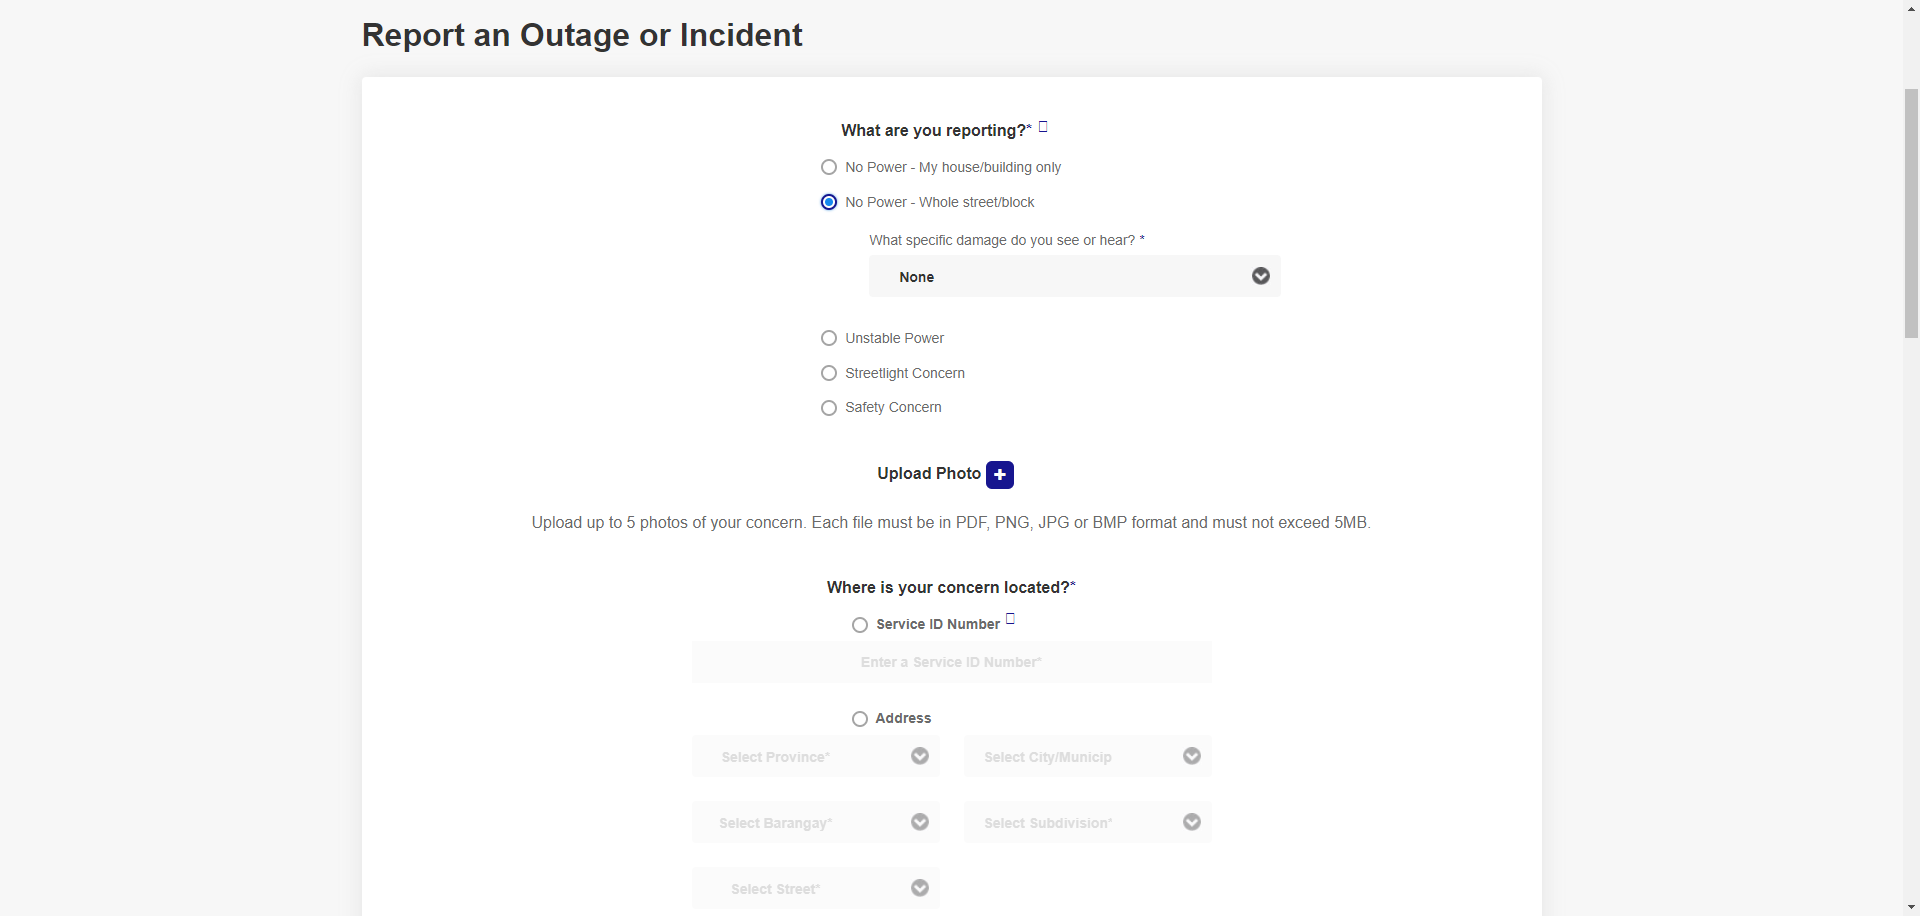 Report an Outage or Incident
What are you reporting?*
No Power - My house/building only
No Power - Whole street/block
What specific damage do you see or hear? *
None
Unstable Power
Streetlight Concern
Safety Concern
Upload Photo +
Upload up to 5 photos of your concern. Each file must be in PDF, PNG, JPG or BMP format and must not exceed 5MB.
Where is your concern located?*
Service ID Number
Enter a Service ID Number*
Address
Select Province* Select City/Municip
Select Barangay* Select Subdivision*
Select Street*